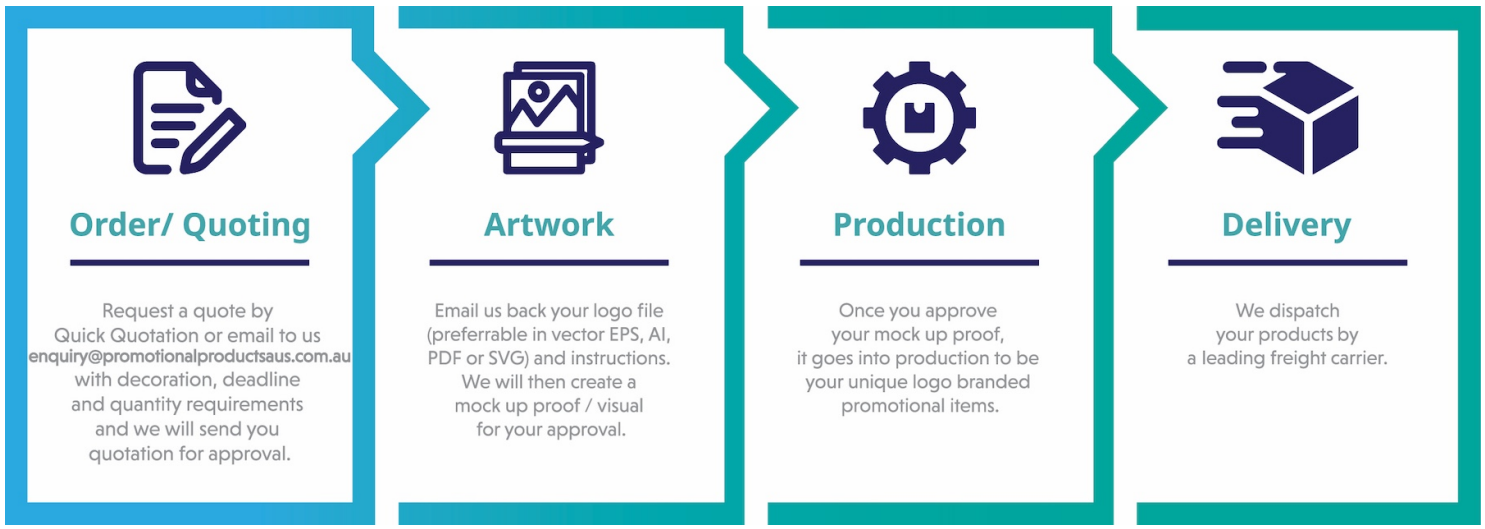 Order/ Quoting
Request a quote by
Quick Quotation or email to us
enquiry@promotionalproductsaus.com.au
with decoration, deadline
and quantity requirements
and we will send you
quotation for approval.
Artwork
Email us back your logo file
(preferrable in vector EPS, AI,
PDF or SVG) and instructions.
We will then create a
mock up proof / visual
for your approval.
Production
Once you approve
your mock up proof,
it goes into production to be
your unique logo branded
promotional items.
Delivery
We dispatch
your products by
a leading freight carrier.